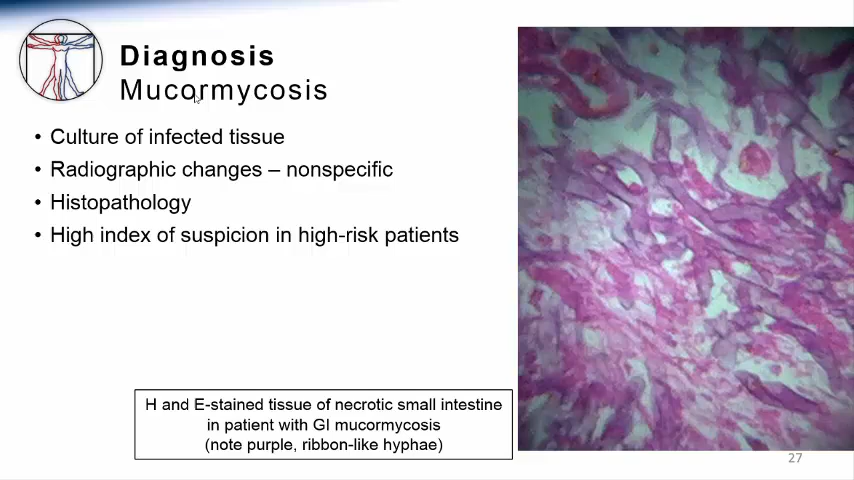 Diagnosis
Mucormycosis
• Culture of infected tissue
• Radiographic changes – nonspecific
• Histopathology
• High index of suspicion in high-risk patients
H and E-stained tissue of necrotic small intestine
in patient with GI mucormycosis
(note purple, ribbon-like hyphae)
27